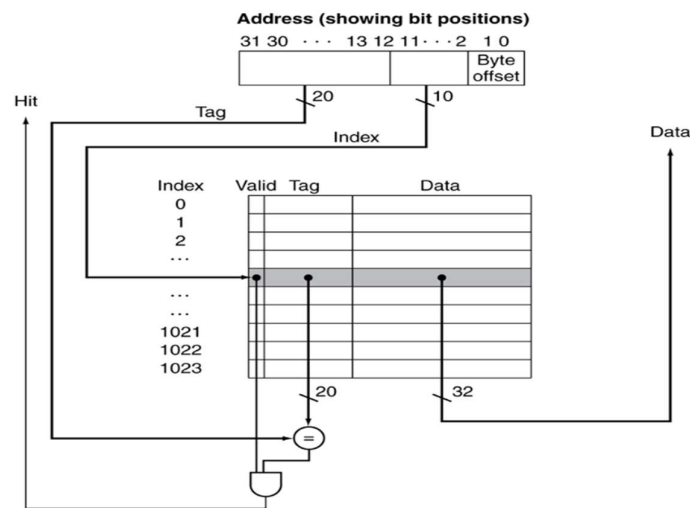 Address (showing bit positions)
31 30 · · · 13 12 11 · · · 2 1 0
Byte
offset
Hit
20
10
Tag
Index
Data
Index Valid Tag Data
0
1
2
...
...
...
1021
1022
1023
20
32
=